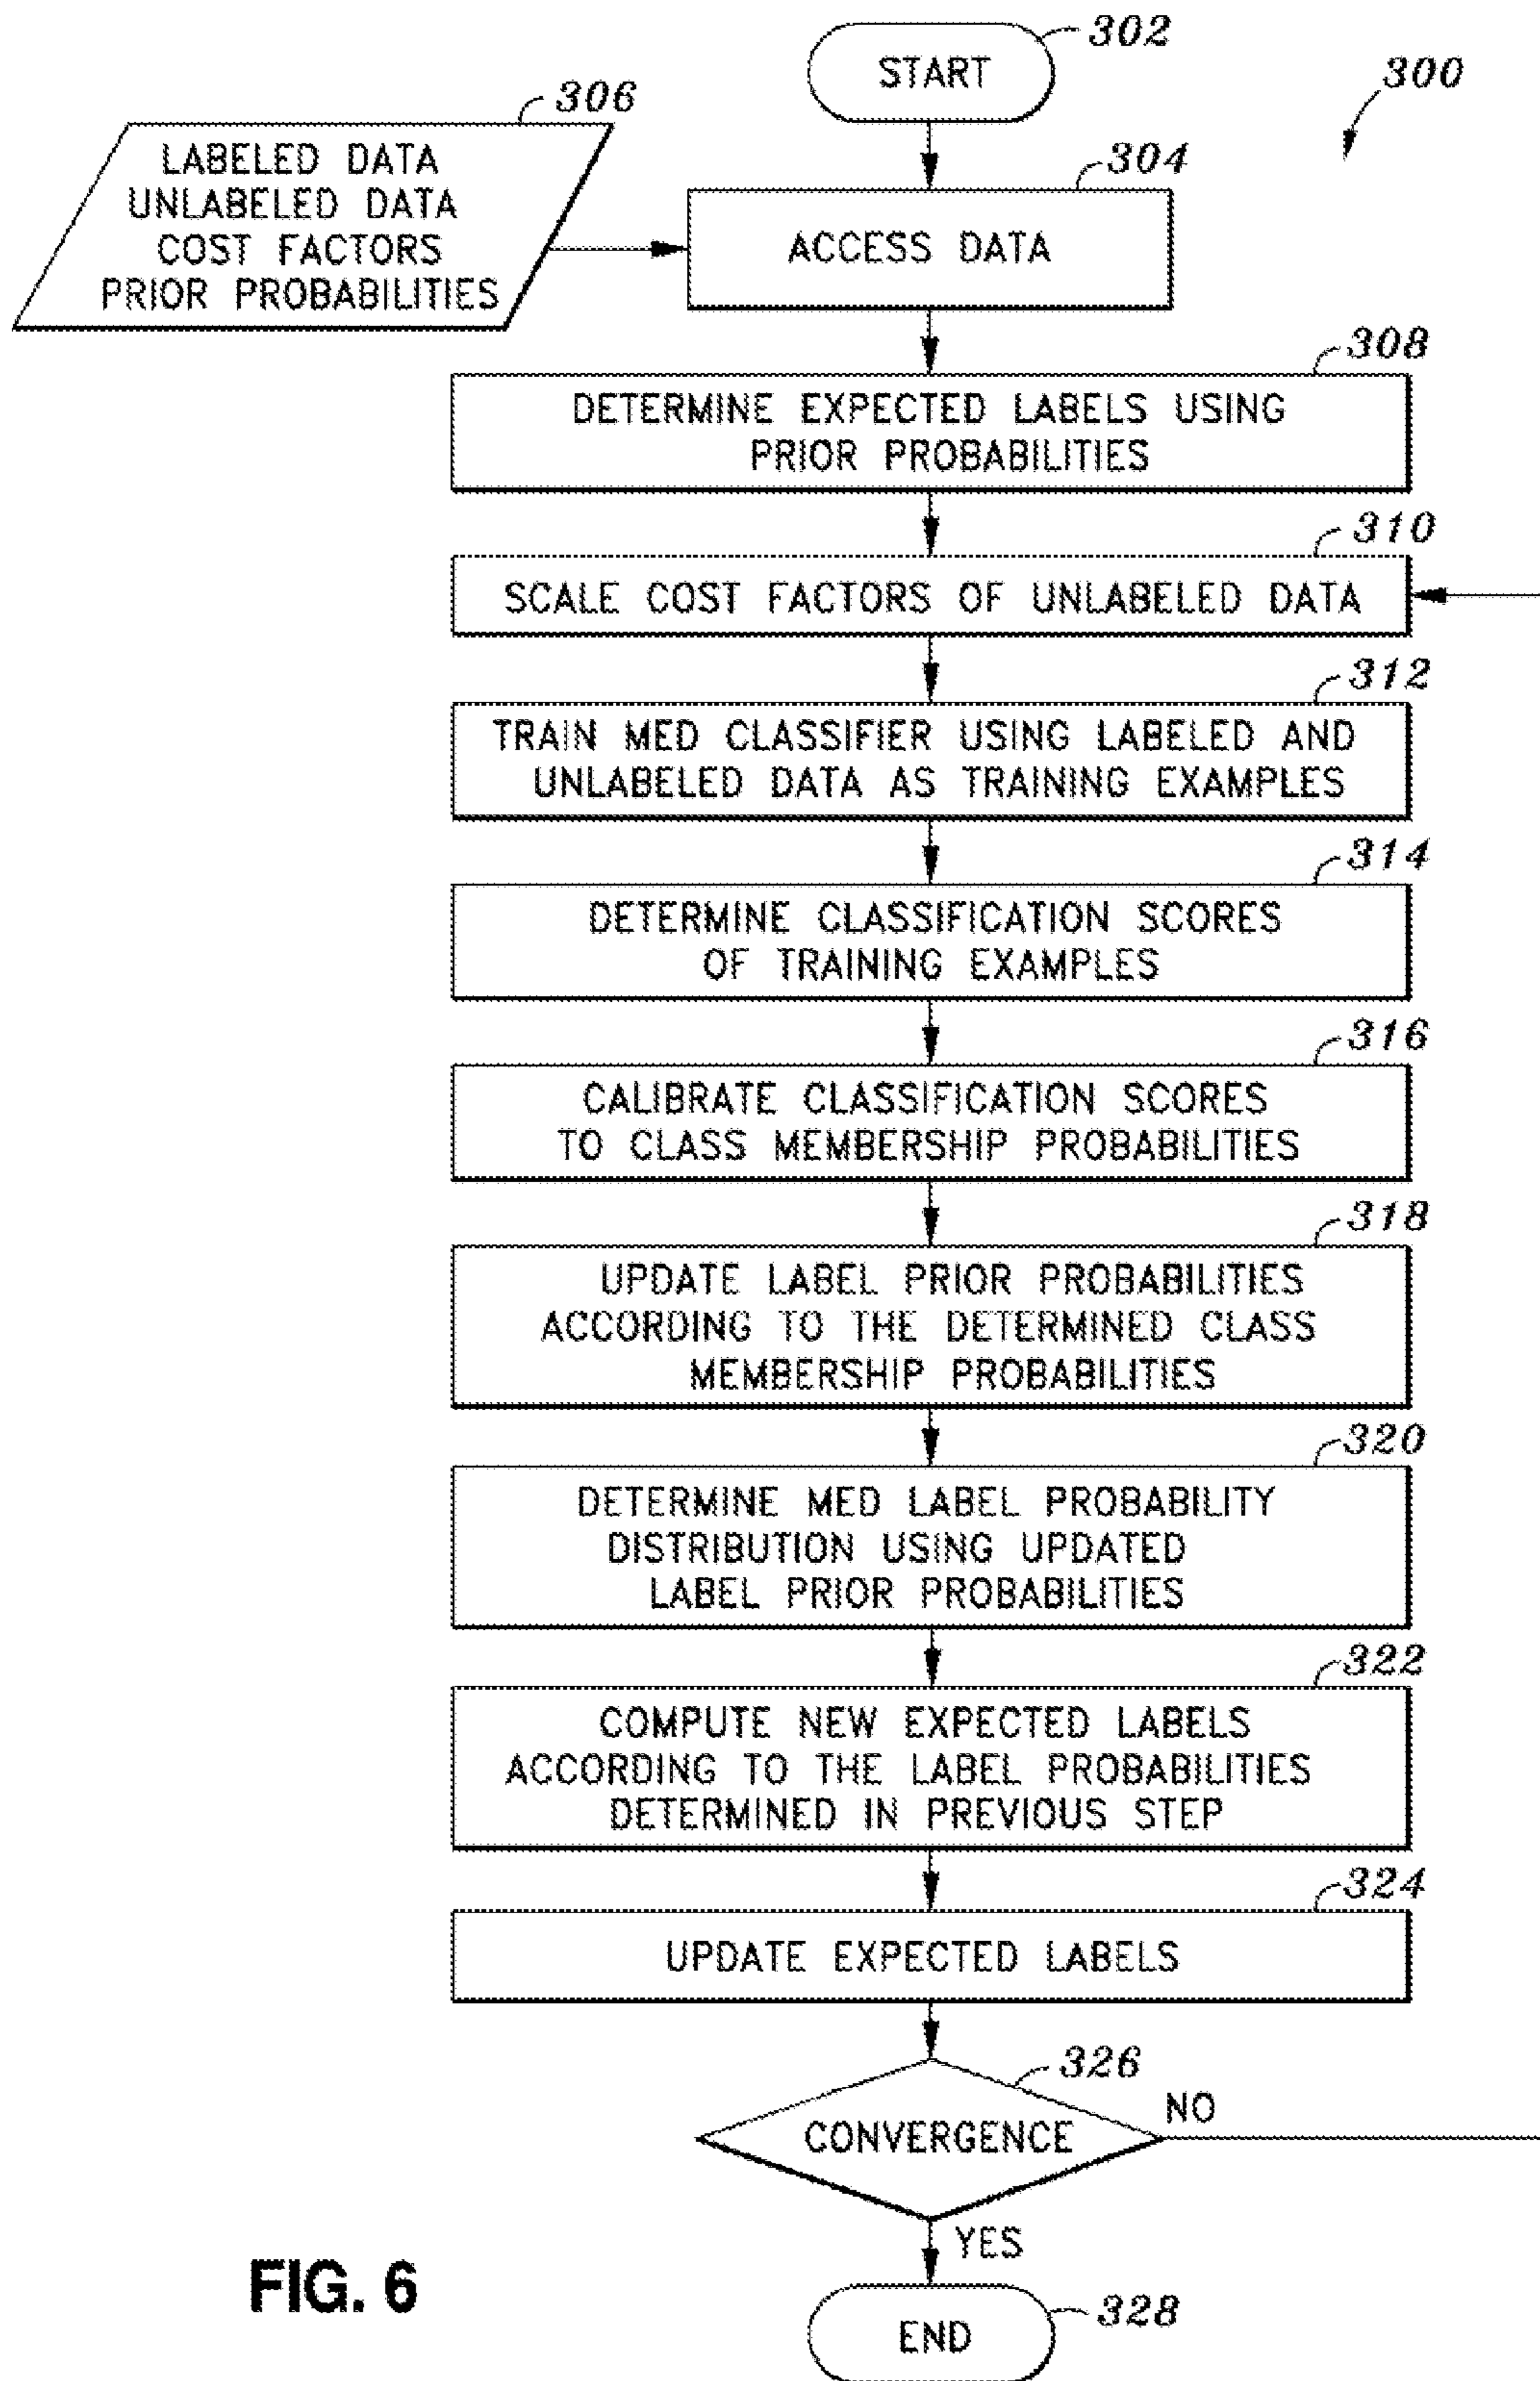 302
START
300
306
LABELED DATA
UNLABELED DATA
COST FACTORS
PRIOR PROBABILITIES
304
ACCESS DATA
308
DETERMINE EXPECTED LABELS USING
PRIOR PROBABILITIES
310
SCALE COST FACTORS OF UNLABELED DATA
312
TRAIN MED CLASSIFIER USING LABELED AND
UNLABELED DATA AS TRAINING EXAMPLES
314
DETERMINE CLASSIFICATION SCORES
OF TRAINING EXAMPLES
316
CALIBRATE CLASSIFICATION SCORES
TO CLASS MEMBERSHIP PROBABILITIES
318
UPDATE LABEL PRIOR PROBABILITIES
ACCORDING TO THE DETERMINED CLASS
MEMBERSHIP PROBABILITIES
320
DETERMINE MED LABEL PROBABILITY
DISTRIBUTION USING UPDATED
LABEL PRIOR PROBABILITIES
322
COMPUTE NEW EXPECTED LABELS
ACCORDING TO THE LABEL PROBABILITIES
DETERMINED IN PREVIOUS STEP
324
UPDATE EXPECTED LABELS
326
CONVERGENCE
NO
YES
328
END
FIG. 6